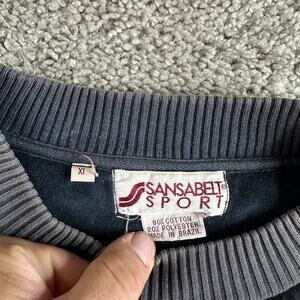 XL
SANSABELT
SPORT
80% COTTON
20% POLYESTER
MADE IN BRAZIL